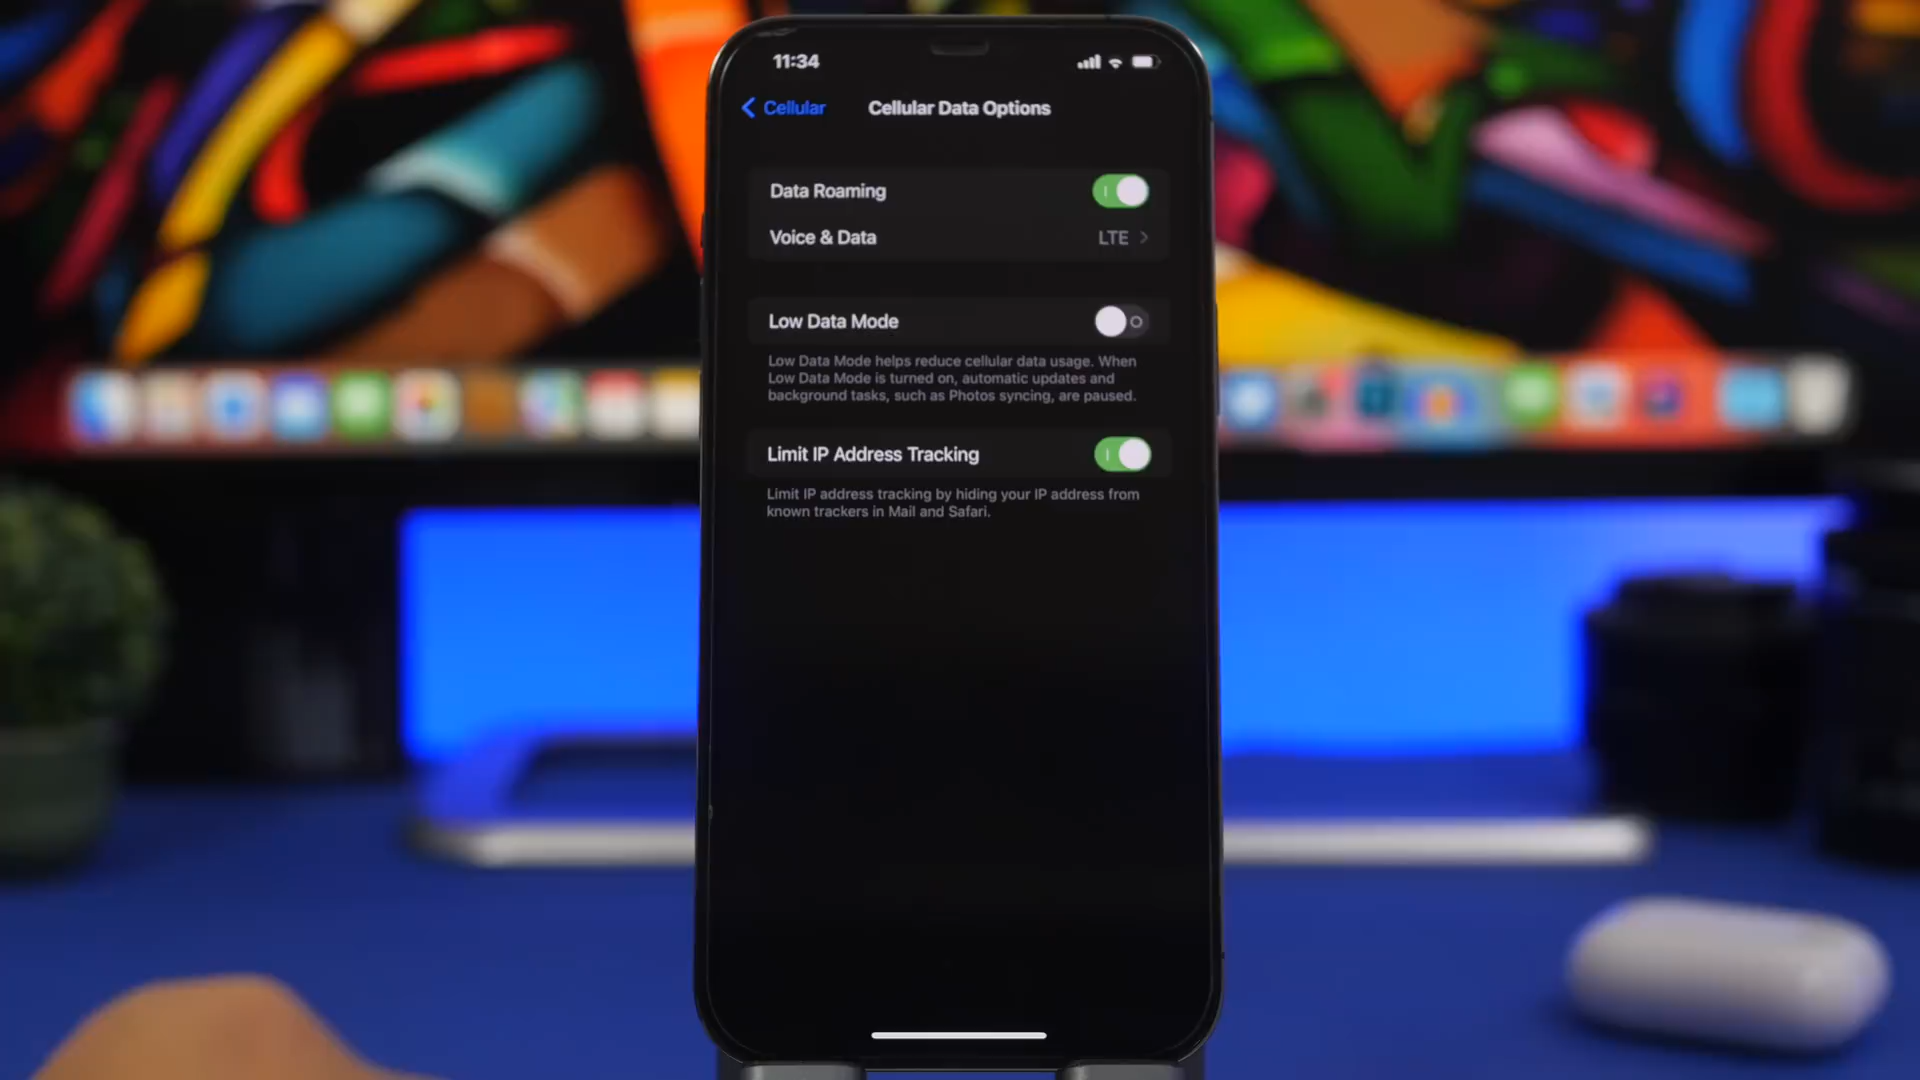 11:34
Cellular
Cellular Data Options
Data Roaming
Voice & Data
LTE
Low Data Mode
Low Data Mode helps reduce cellular data usage. When
Low Data Mode is turned on, automatic updates and
background tasks, such as Photos syncing, are paused.
Limit IP Address Tracking
Limit IP address tracking by hiding your IP address from
known trackers in Mail and Safari.